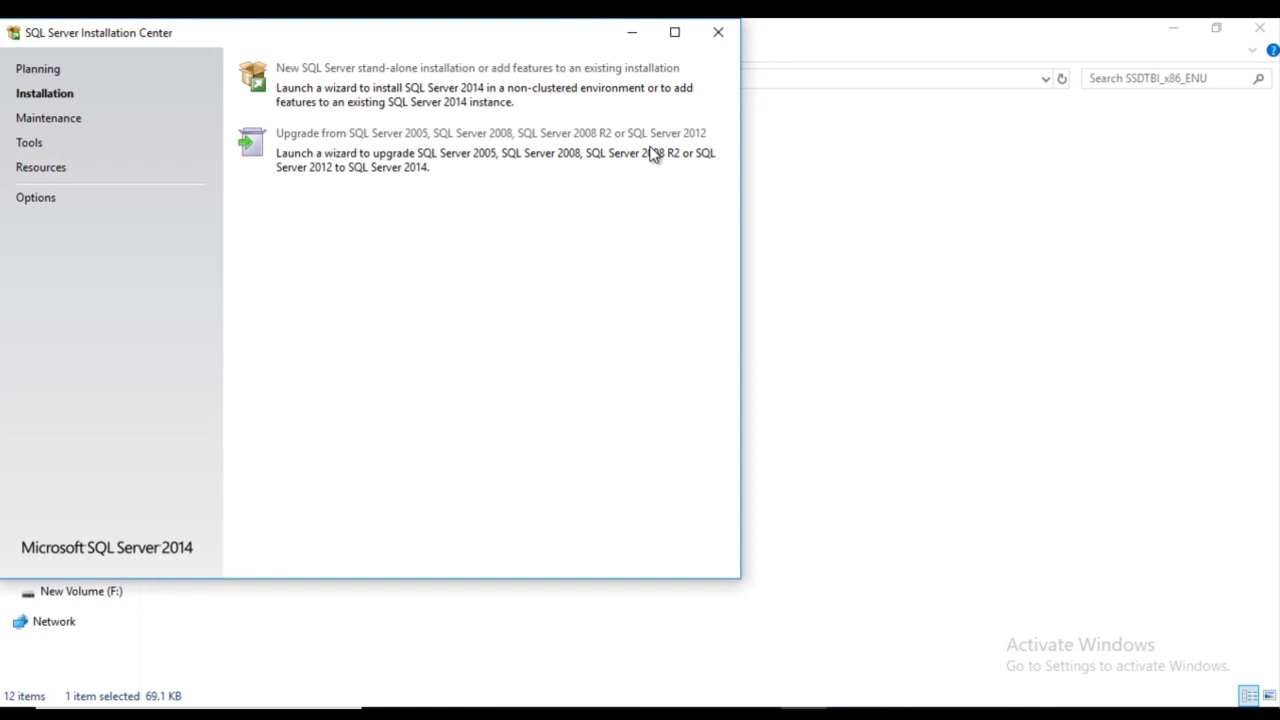 SQL Server Installation Center
Planning
Installation
Maintenance
Tools
Resources
Options
New SQL Server stand-alone installation or add features to an existing installation
Launch a wizard to install SQL Server 2014 in a non-clustered environment or to add
features to an existing SQL Server 2014 instance.
Upgrade from SQL Server 2005, SQL Server 2008, SQL Server 2008 R2 or SQL Server 2012
Launch a wizard to upgrade SQL Server 2005, SQL Server 2008, SQL Server 2008 R2 or SQL
Server 2012 to SQL Server 2014.
Microsoft SQL Server 2014
Search SSDTBI_x86_ENU
New Volume (F:)
Network
Activate Windows
Go to Settings to activate Windows.
12 items 1 item selected 69.1 KB